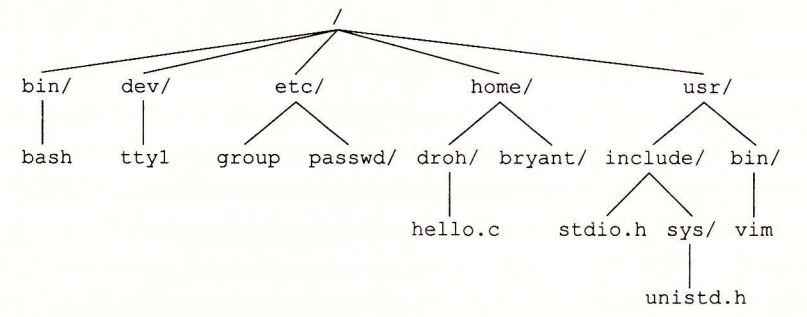 /
bin/ dev/ etc/ home/ usr/
bash tty1 group passwd/ droh/ bryant/ include/ bin/
hello.c stdio.h sys/ vim
unistd.h